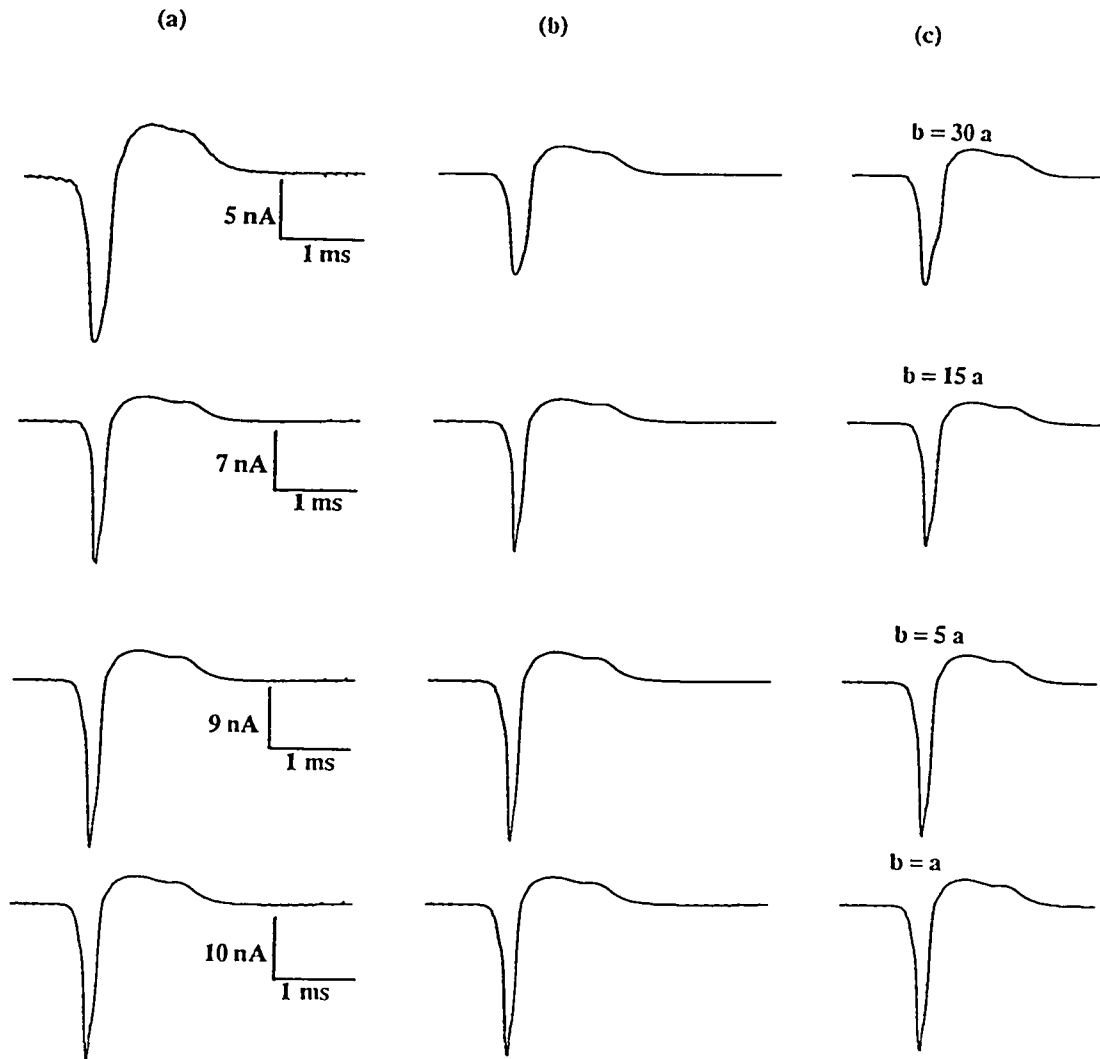 (a)
(b)
(c)
b = 30 a
5 nA
1 ms
b = 15 a
7 nA
1 ms
b = 5 a
9 nA
1 ms
b = a
10 nA
1 ms